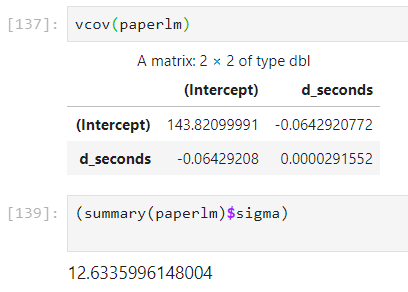 [137]: vcov(paperlm)
A matrix: 2 × 2 of type dbl
(Intercept) d_seconds
(Intercept) 143.82099991 -0.0642920772
d_seconds -0.06429208 0.0000291552
[139]: (summary(paperlm)$sigma)
12.6335996148004